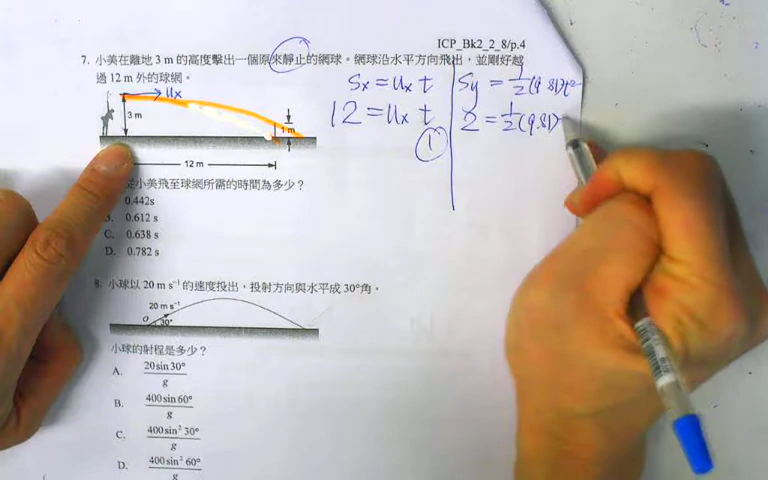 ICP_Bk2_2_8/p.4
7. 小美在離地 3 m 的高度擊出一個原來靜止的網球。網球沿水平方向飛出，並剛好越
過 12 m 外的球網。
Sx = Ux t
Sy = 1/2 (9.81)t²
12 = Ux t
2 = 1/2 (9.81)
①
Ux
3 m
1 m
12 m
小美飛至球網所需的時間為多少？
0.442s
B. 0.612 s
C. 0.638 s
D. 0.782 s
8. 小球以 20 m s⁻¹ 的速度投出，投射方向與水平成 30°角。
20 m s⁻¹
O 30°
小球的射程是多少？
A. 20 sin 30° / g
B. 400 sin 60° / g
C. 400 sin² 30° / g
D. 400 sin² 60° / g